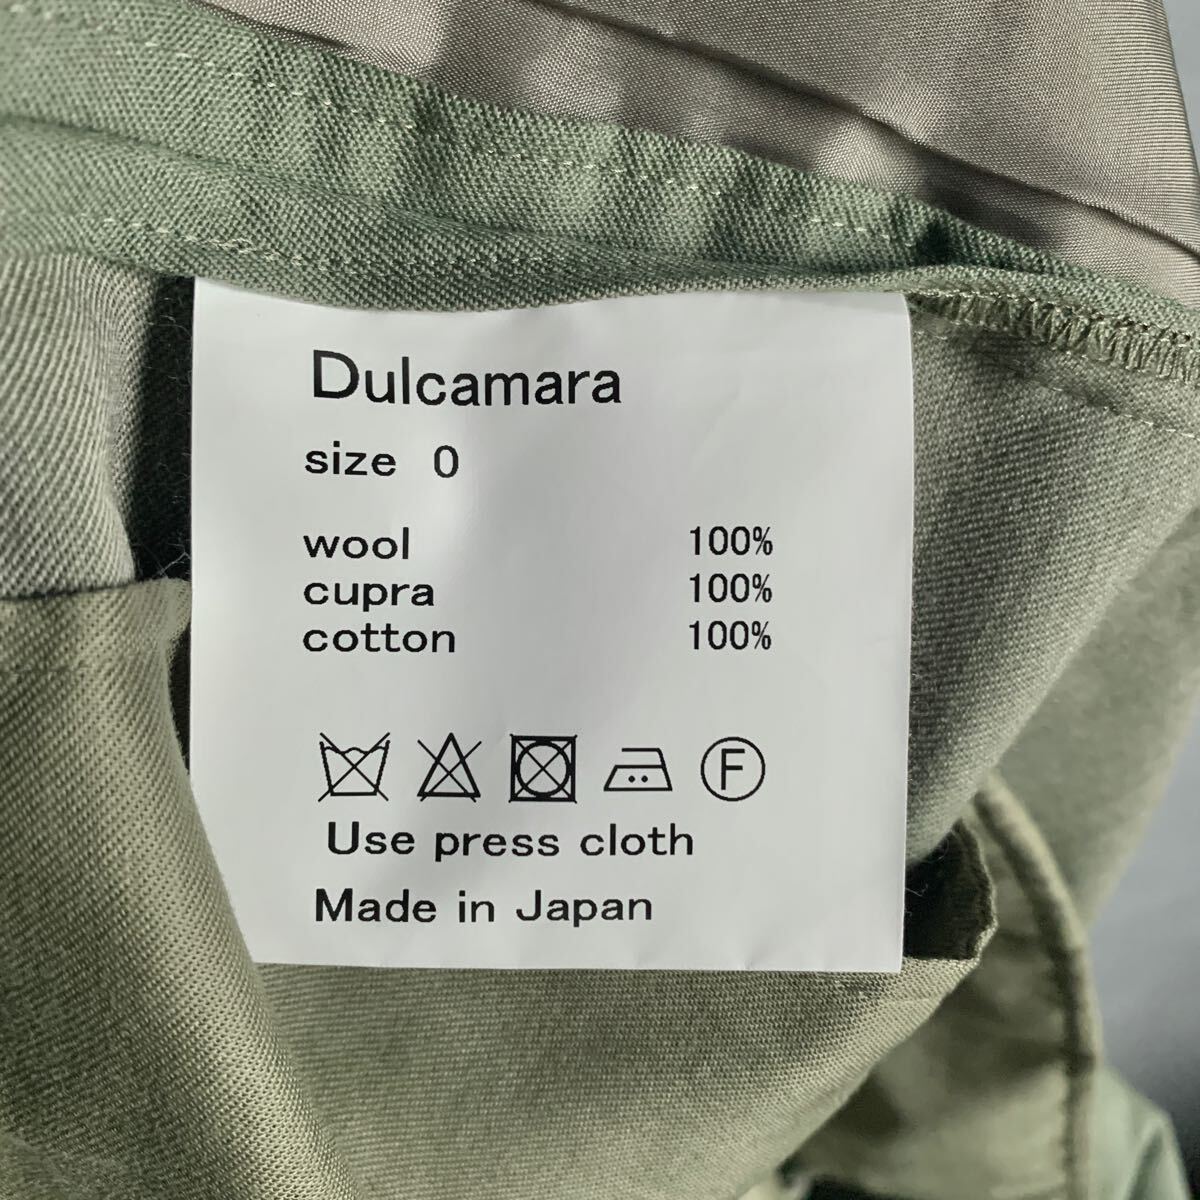 Dulcamara
size 0
wool 100%
cupra 100%
cotton 100%
F
Use press cloth
Made in Japan